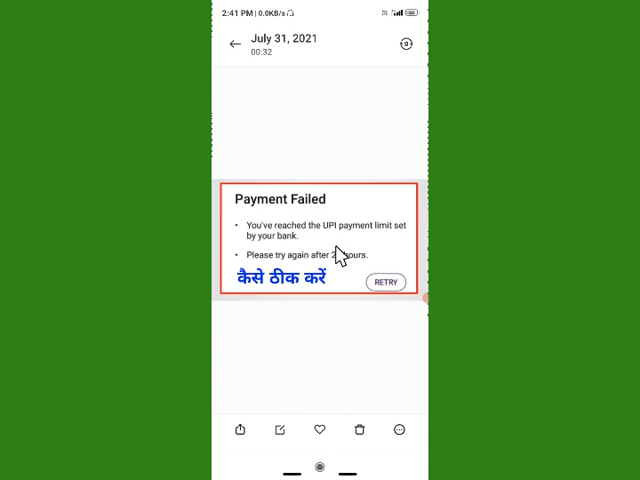 2:41 PM | 0.0KB/s
July 31, 2021
00:32
Payment Failed
• You've reached the UPI payment limit set
by your bank.
• Please try again after hours.
कैसे ठीक करें
RETRY